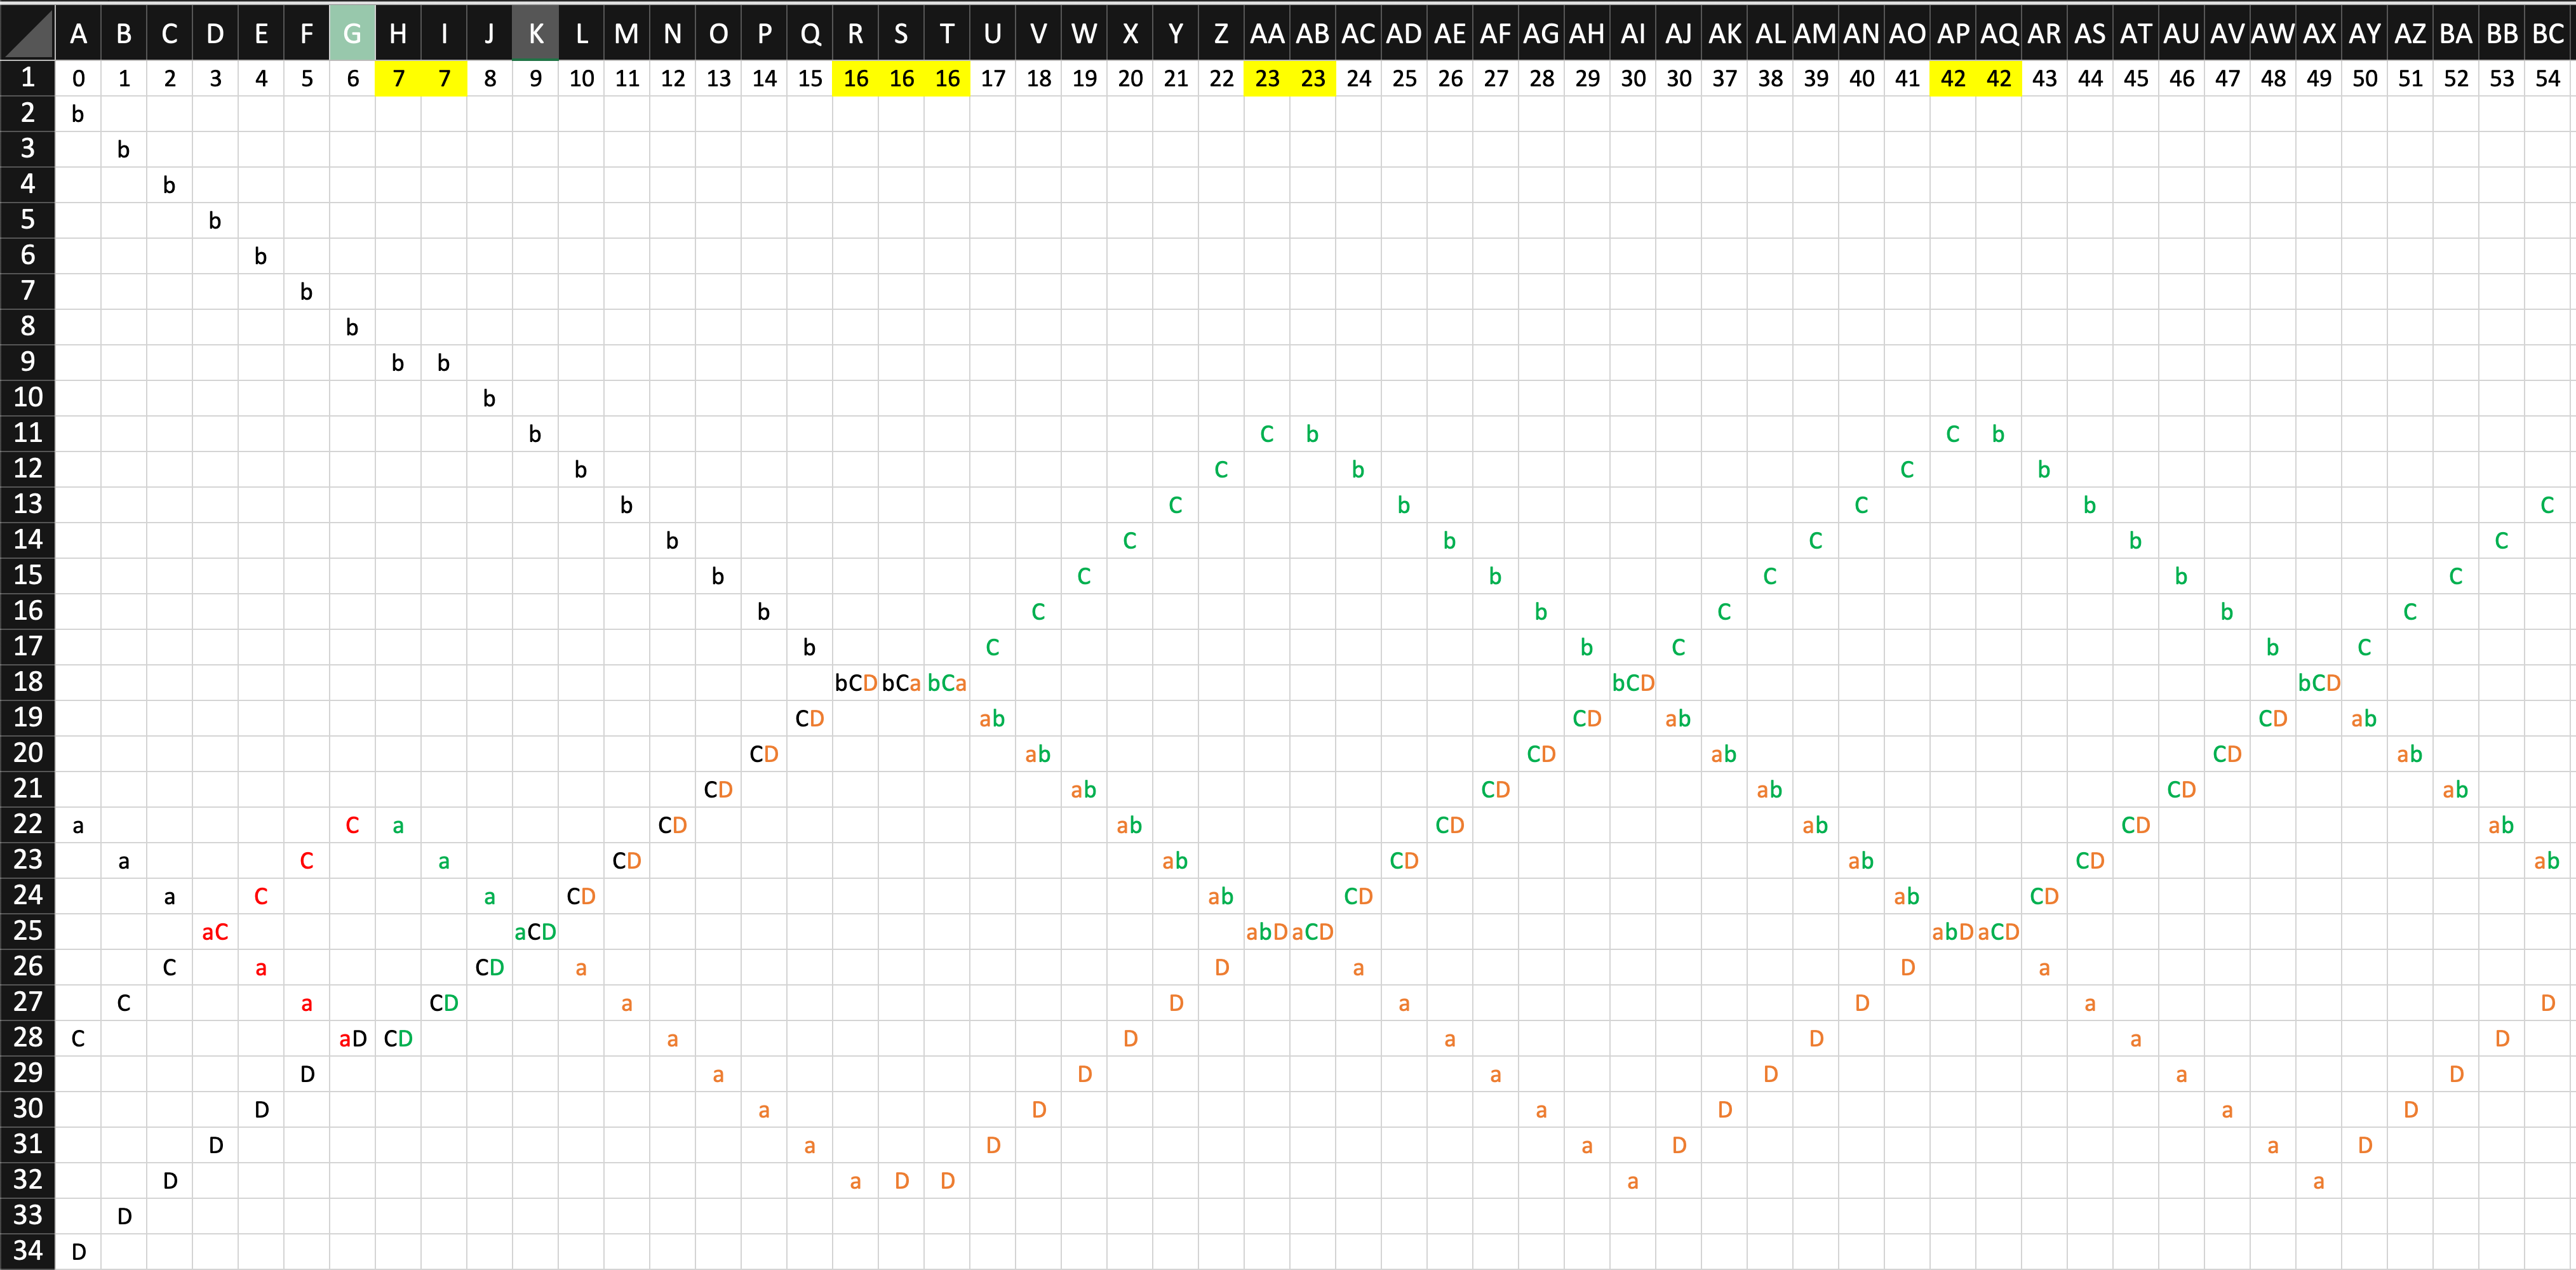 A B C D E F G H I J K L M N O P Q R S T U V W X Y Z AA AB AC AD AE AF AG AH AI AJ AK AL AM AN AO AP AQ AR AS AT AU AV AW AX AY AZ BA BB BC
1 0 1 2 3 4 5 6 7 7 8 9 10 11 12 13 14 15 16 16 16 17 18 19 20 21 22 23 23 24 25 26 27 28 29 30 30 37 38 39 40 41 42 42 43 44 45 46 47 48 49 50 51 52 53 54
2 b
3 b
4 b
5 b
6 b
7 b
8 b
9 b b
10 b
11 b C b C b
12 b C b C b
13 b C b C b C
14 b C b C b C
15 b C b C b C
16 b C b C b C
17 b C b C b C
18 bCD bCa bCa bCD bCD
19 CD ab CD ab CD ab
20 CD ab CD ab CD ab
21 CD ab CD ab CD ab
22 a C a CD ab CD ab CD ab
23 a C a CD ab CD ab CD ab
24 a C a CD ab CD ab CD
25 aC aCD abD aCD abD aCD
26 C a CD a D a D a
27 C a CD a D a D a D
28 C aD CD a D a D a D
29 D a D a D a D
30 D a D a D a D
31 D a D a D a D
32 D a D D a a
33 D
34 D